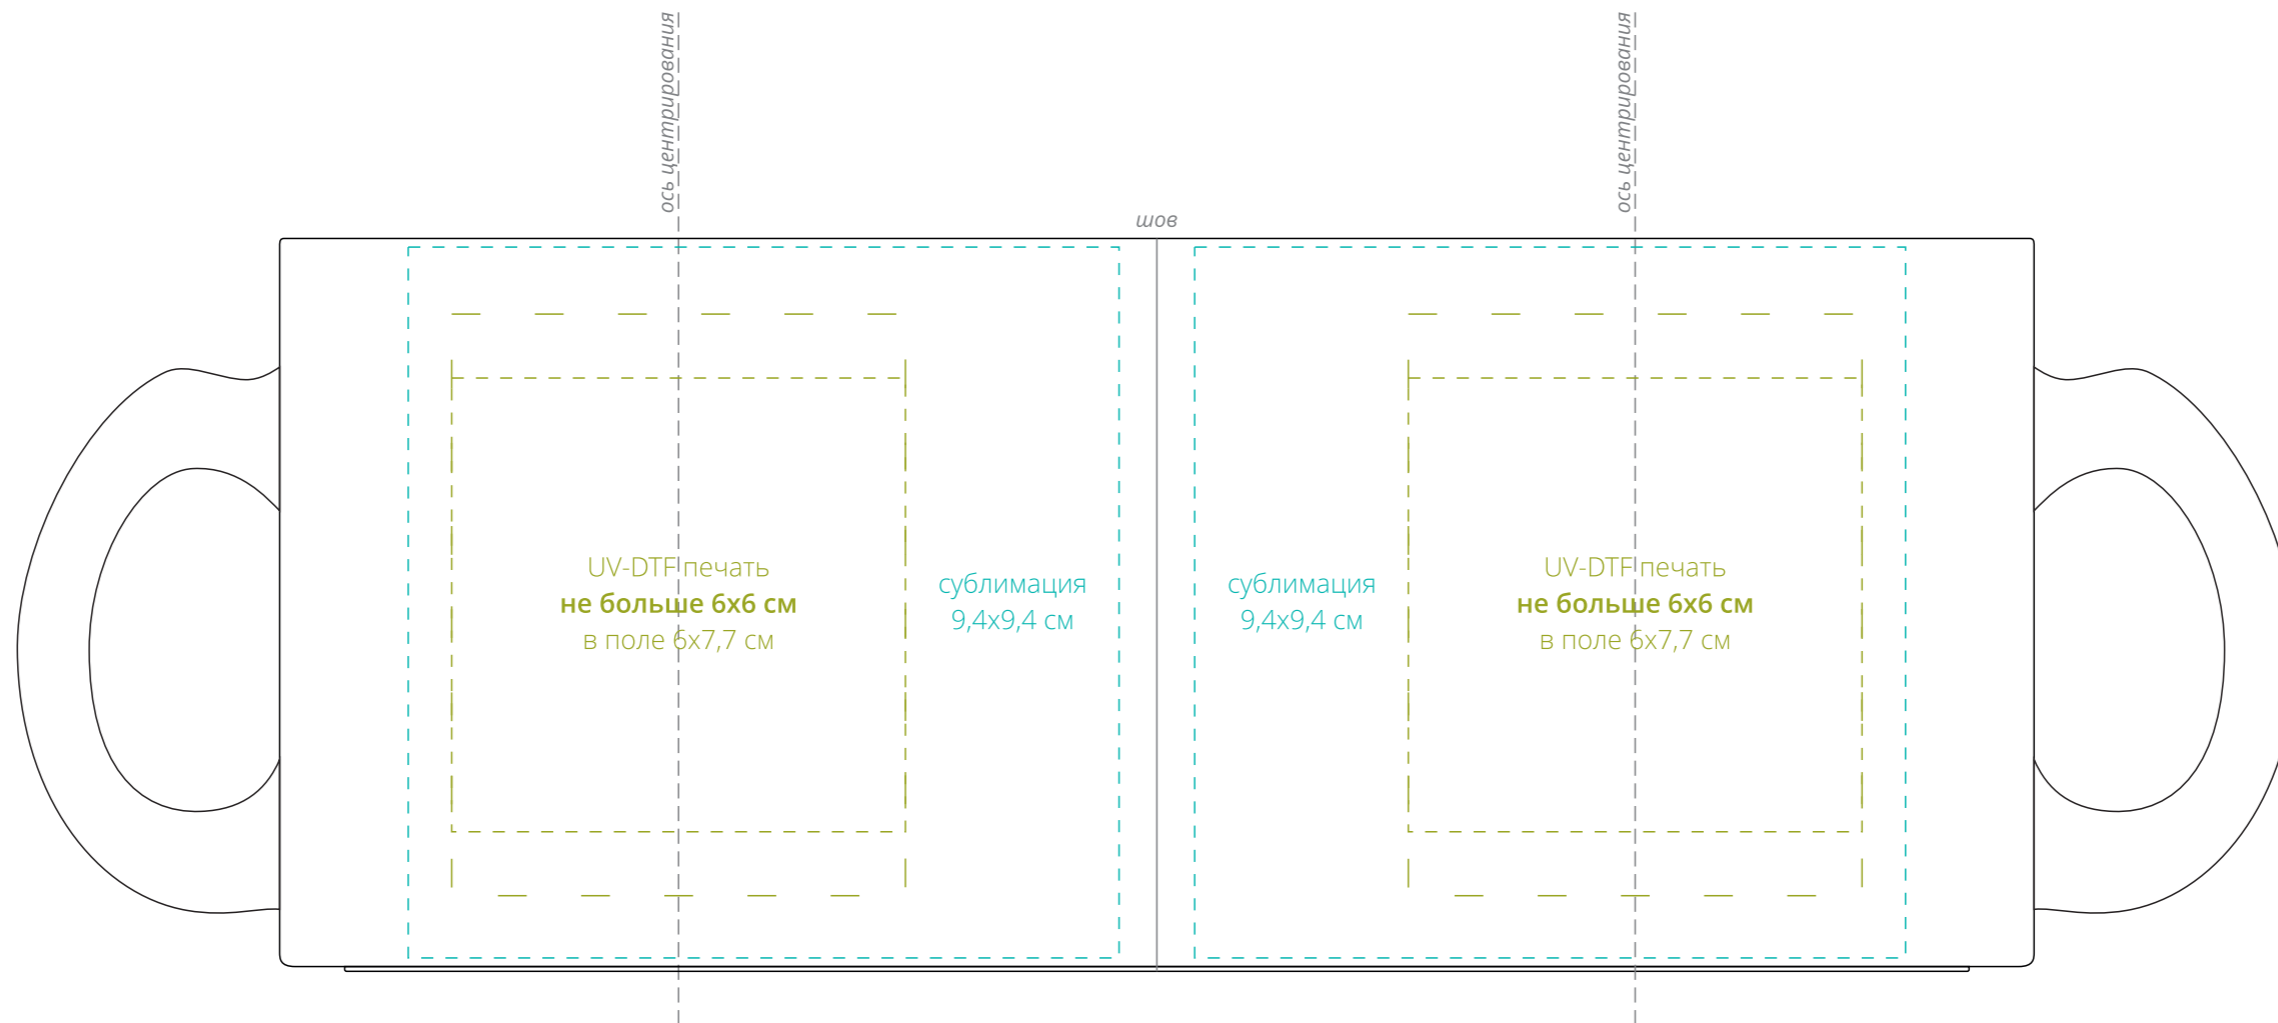 ось центрирования
ось центрирования
шов
UV-DTF печать
не больше 6х6 см
в поле 6х7,7 см
сублимация
9,4х9,4 см
сублимация
9,4х9,4 см
UV-DTF печать
не больше 6х6 см
в поле 6х7,7 см